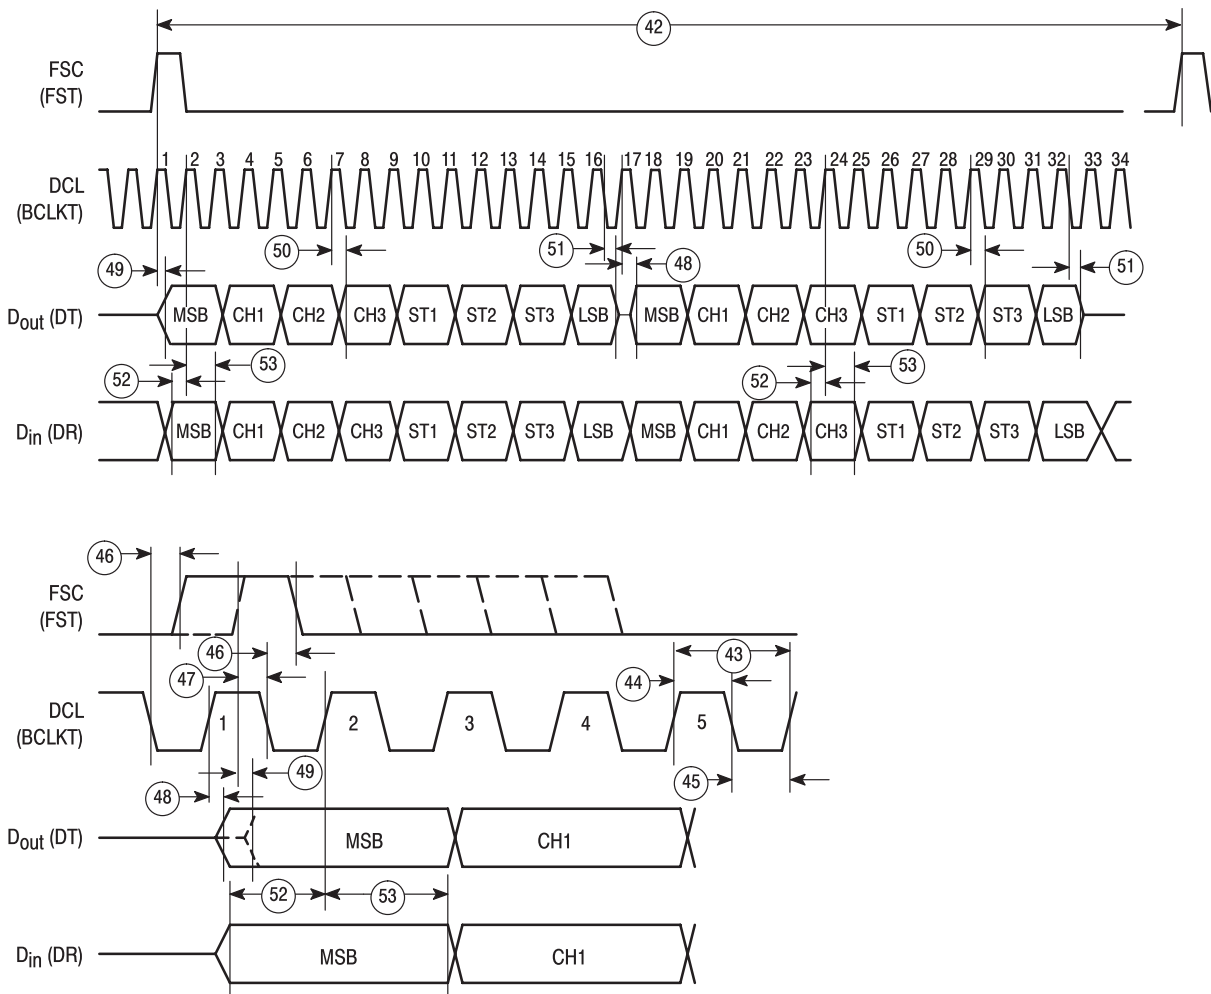 42
FSC
(FST)
1 2 3 4 5 6 7 8 9 10 11 12 13 14 15 16 17 18 19 20 21 22 23 24 25 26 27 28 29 30 31 32 33 34
DCL
(BCLKT)
50 51 50
49 48 51
Dout (DT) MSB CH1 CH2 CH3 ST1 ST2 ST3 LSB MSB CH1 CH2 CH3 ST1 ST2 ST3 LSB
53 53
52 52
Din (DR) MSB CH1 CH2 CH3 ST1 ST2 ST3 LSB MSB CH1 CH2 CH3 ST1 ST2 ST3 LSB
46
FSC
(FST)
46 43
47 44
DCL
(BCLKT)
1 2 3 4 5
49
48 45
Dout (DT) MSB CH1
52 53
Din (DR) MSB CH1